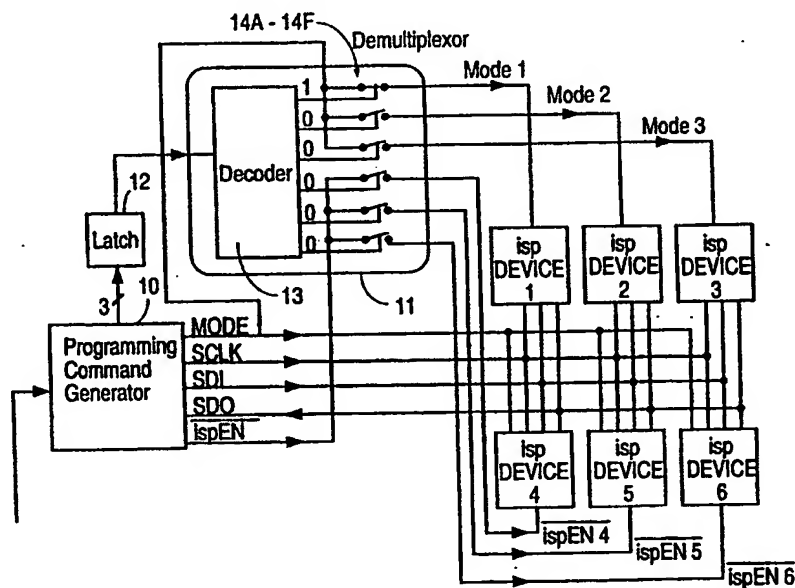 14A - 14F
Demultiplexor
Mode 1
Mode 2
Mode 3
1
0
0
0
0
0
Decoder
12
Latch
13
11
3
10
Programming
Command
Generator
MODE
SCLK
SDI
SDO
ispEN
isp
DEVICE
1
isp
DEVICE
2
isp
DEVICE
3
isp
DEVICE
4
isp
DEVICE
5
isp
DEVICE
6
ispEN 4
ispEN 5
ispEN 6